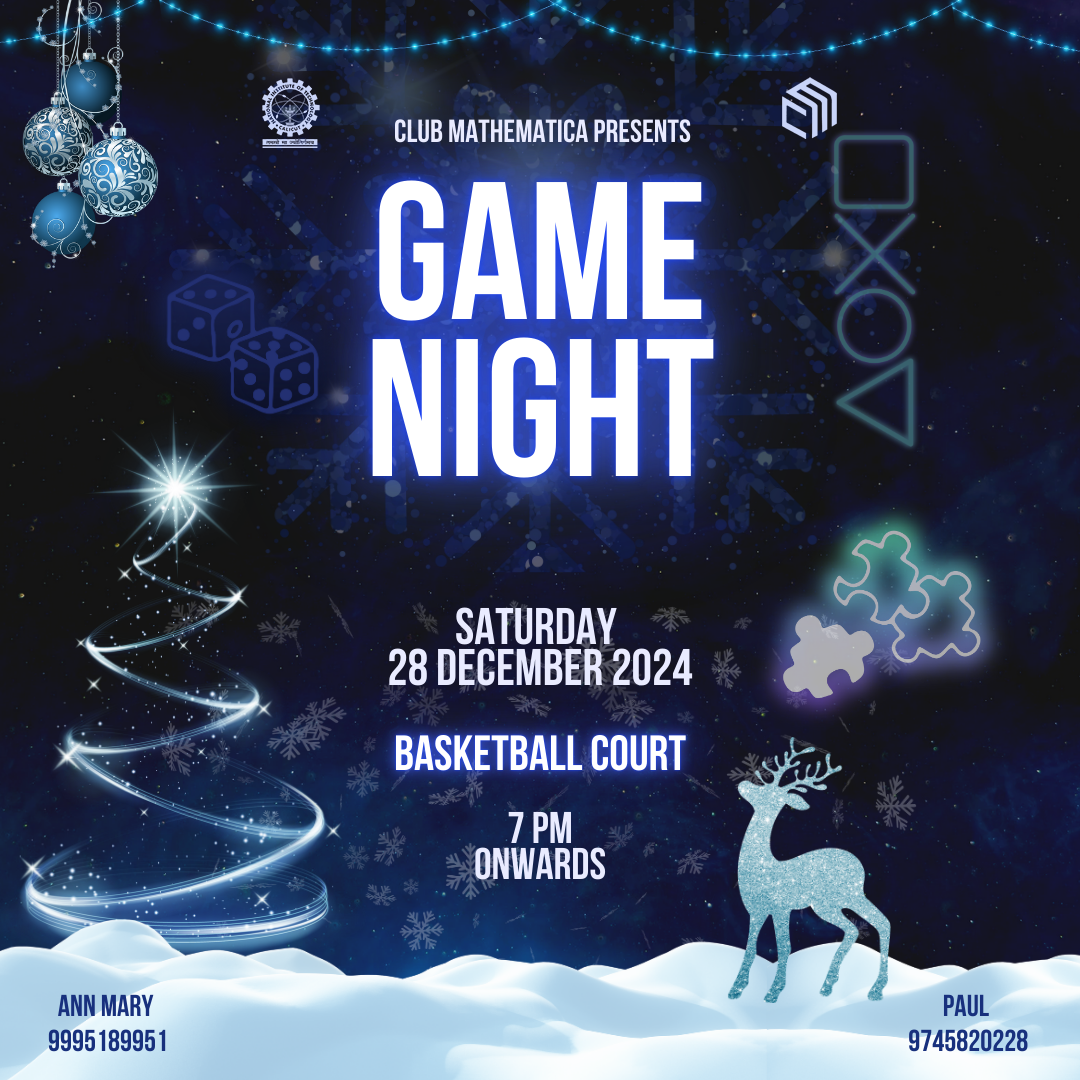 CLUB MATHEMATICA PRESENTS
GAME
NIGHT
SATURDAY
28 DECEMBER 2024
BASKETBALL COURT
7 PM
ONWARDS
ANN MARY
9995189951
PAUL
9745820228